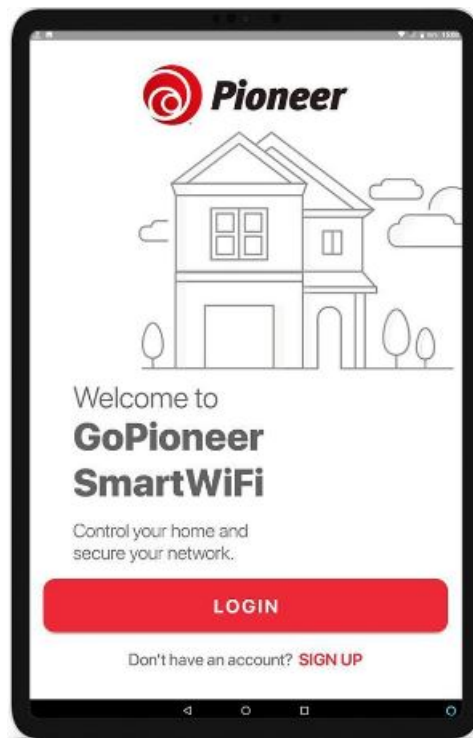 Pioneer
Welcome to
GoPioneer
SmartWiFi
Control your home and
secure your network.
LOGIN
Don't have an account? SIGN UP